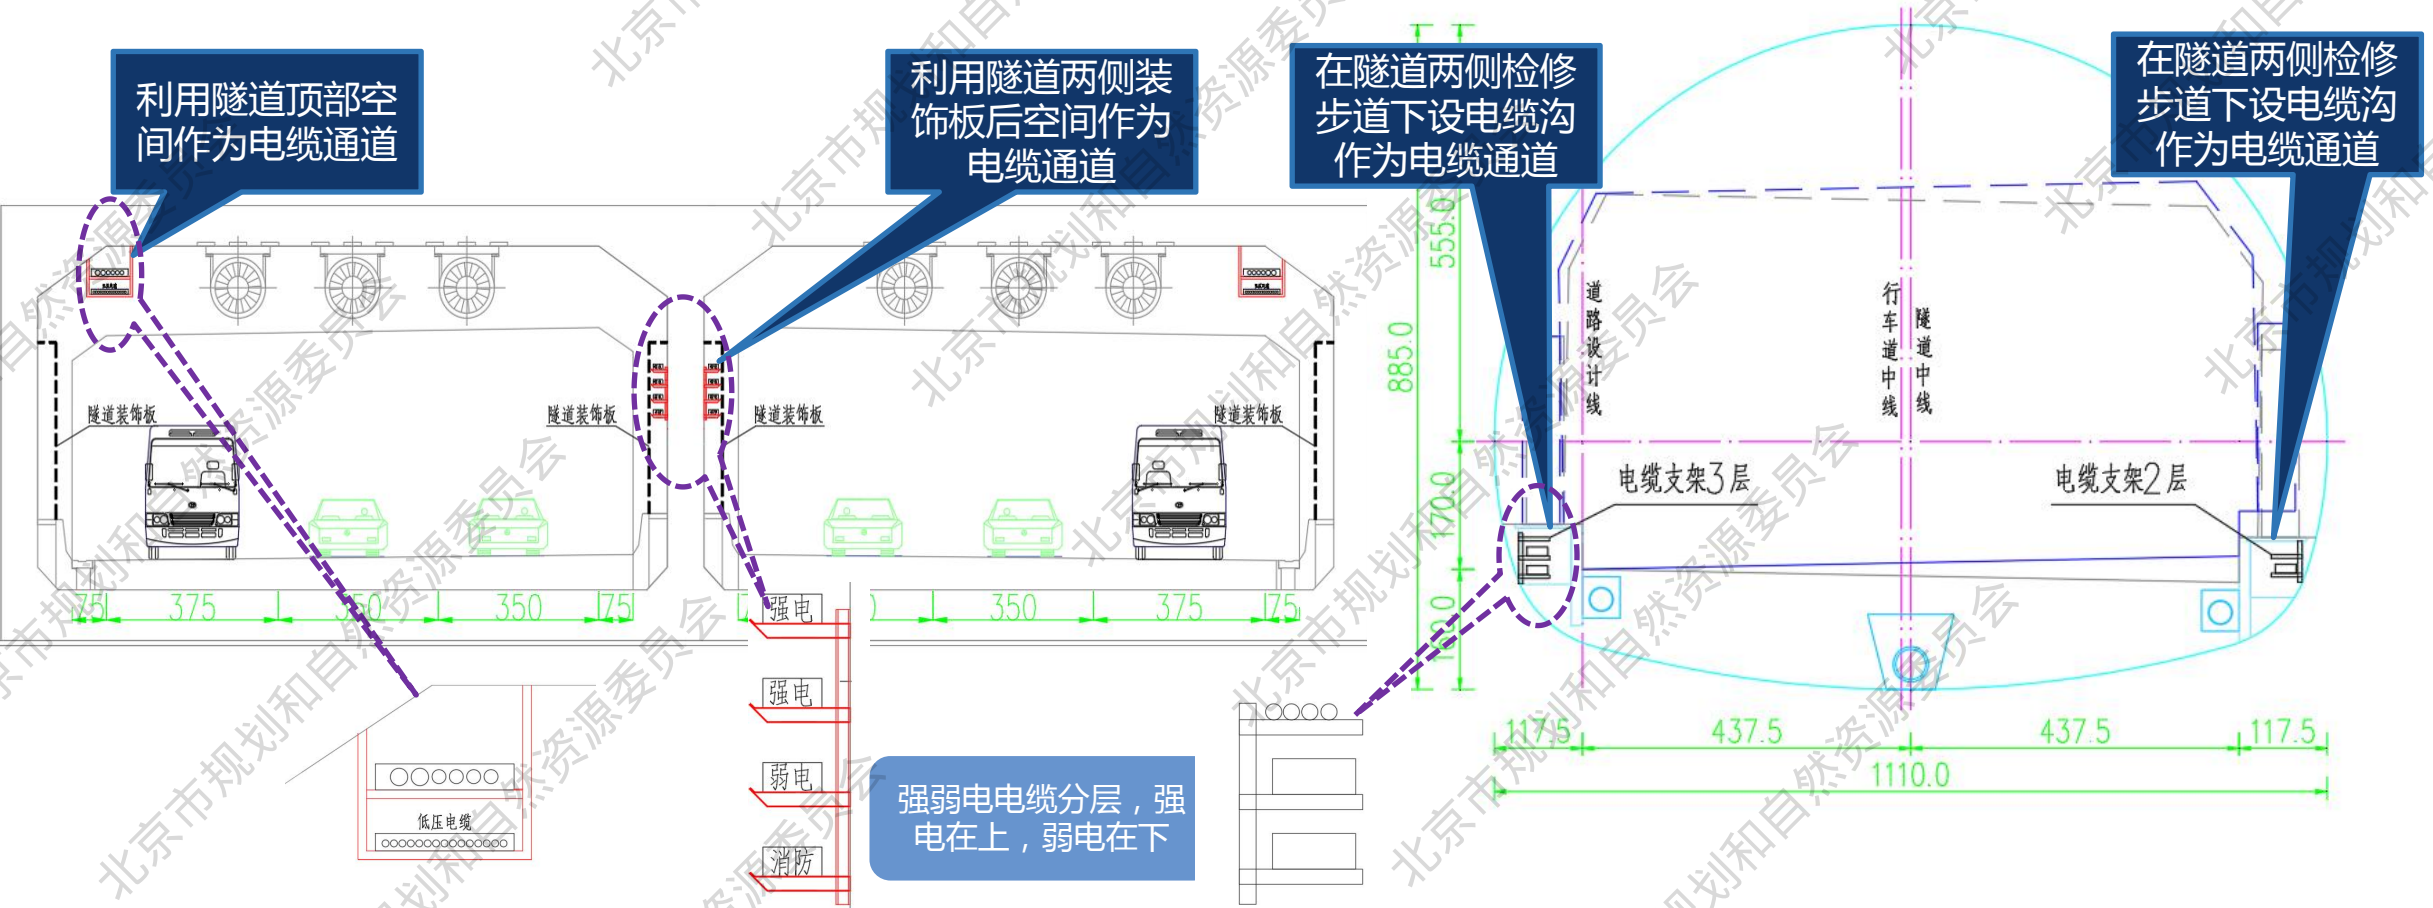 利用隧道顶部空
间作为电缆通道
利用隧道两侧装
饰板后空间作为
电缆通道
在隧道两侧检修
步道下设电缆沟
作为电缆通道
在隧道两侧检修
步道下设电缆沟
作为电缆通道
隧道装饰板
隧道装饰板
隧道装饰板
隧道装饰板
75
375
350
350
75
350
375
75
低压电缆
强电
强电
弱电
消防
强弱电电缆分层，强
电在上，弱电在下
885.0
555.0
170.0
160.0
道路设计线
行车道中线
隧道中线
电缆支架3层
电缆支架2层
117.5
437.5
437.5
117.5
1110.0
北京市规划和自然资源委员会